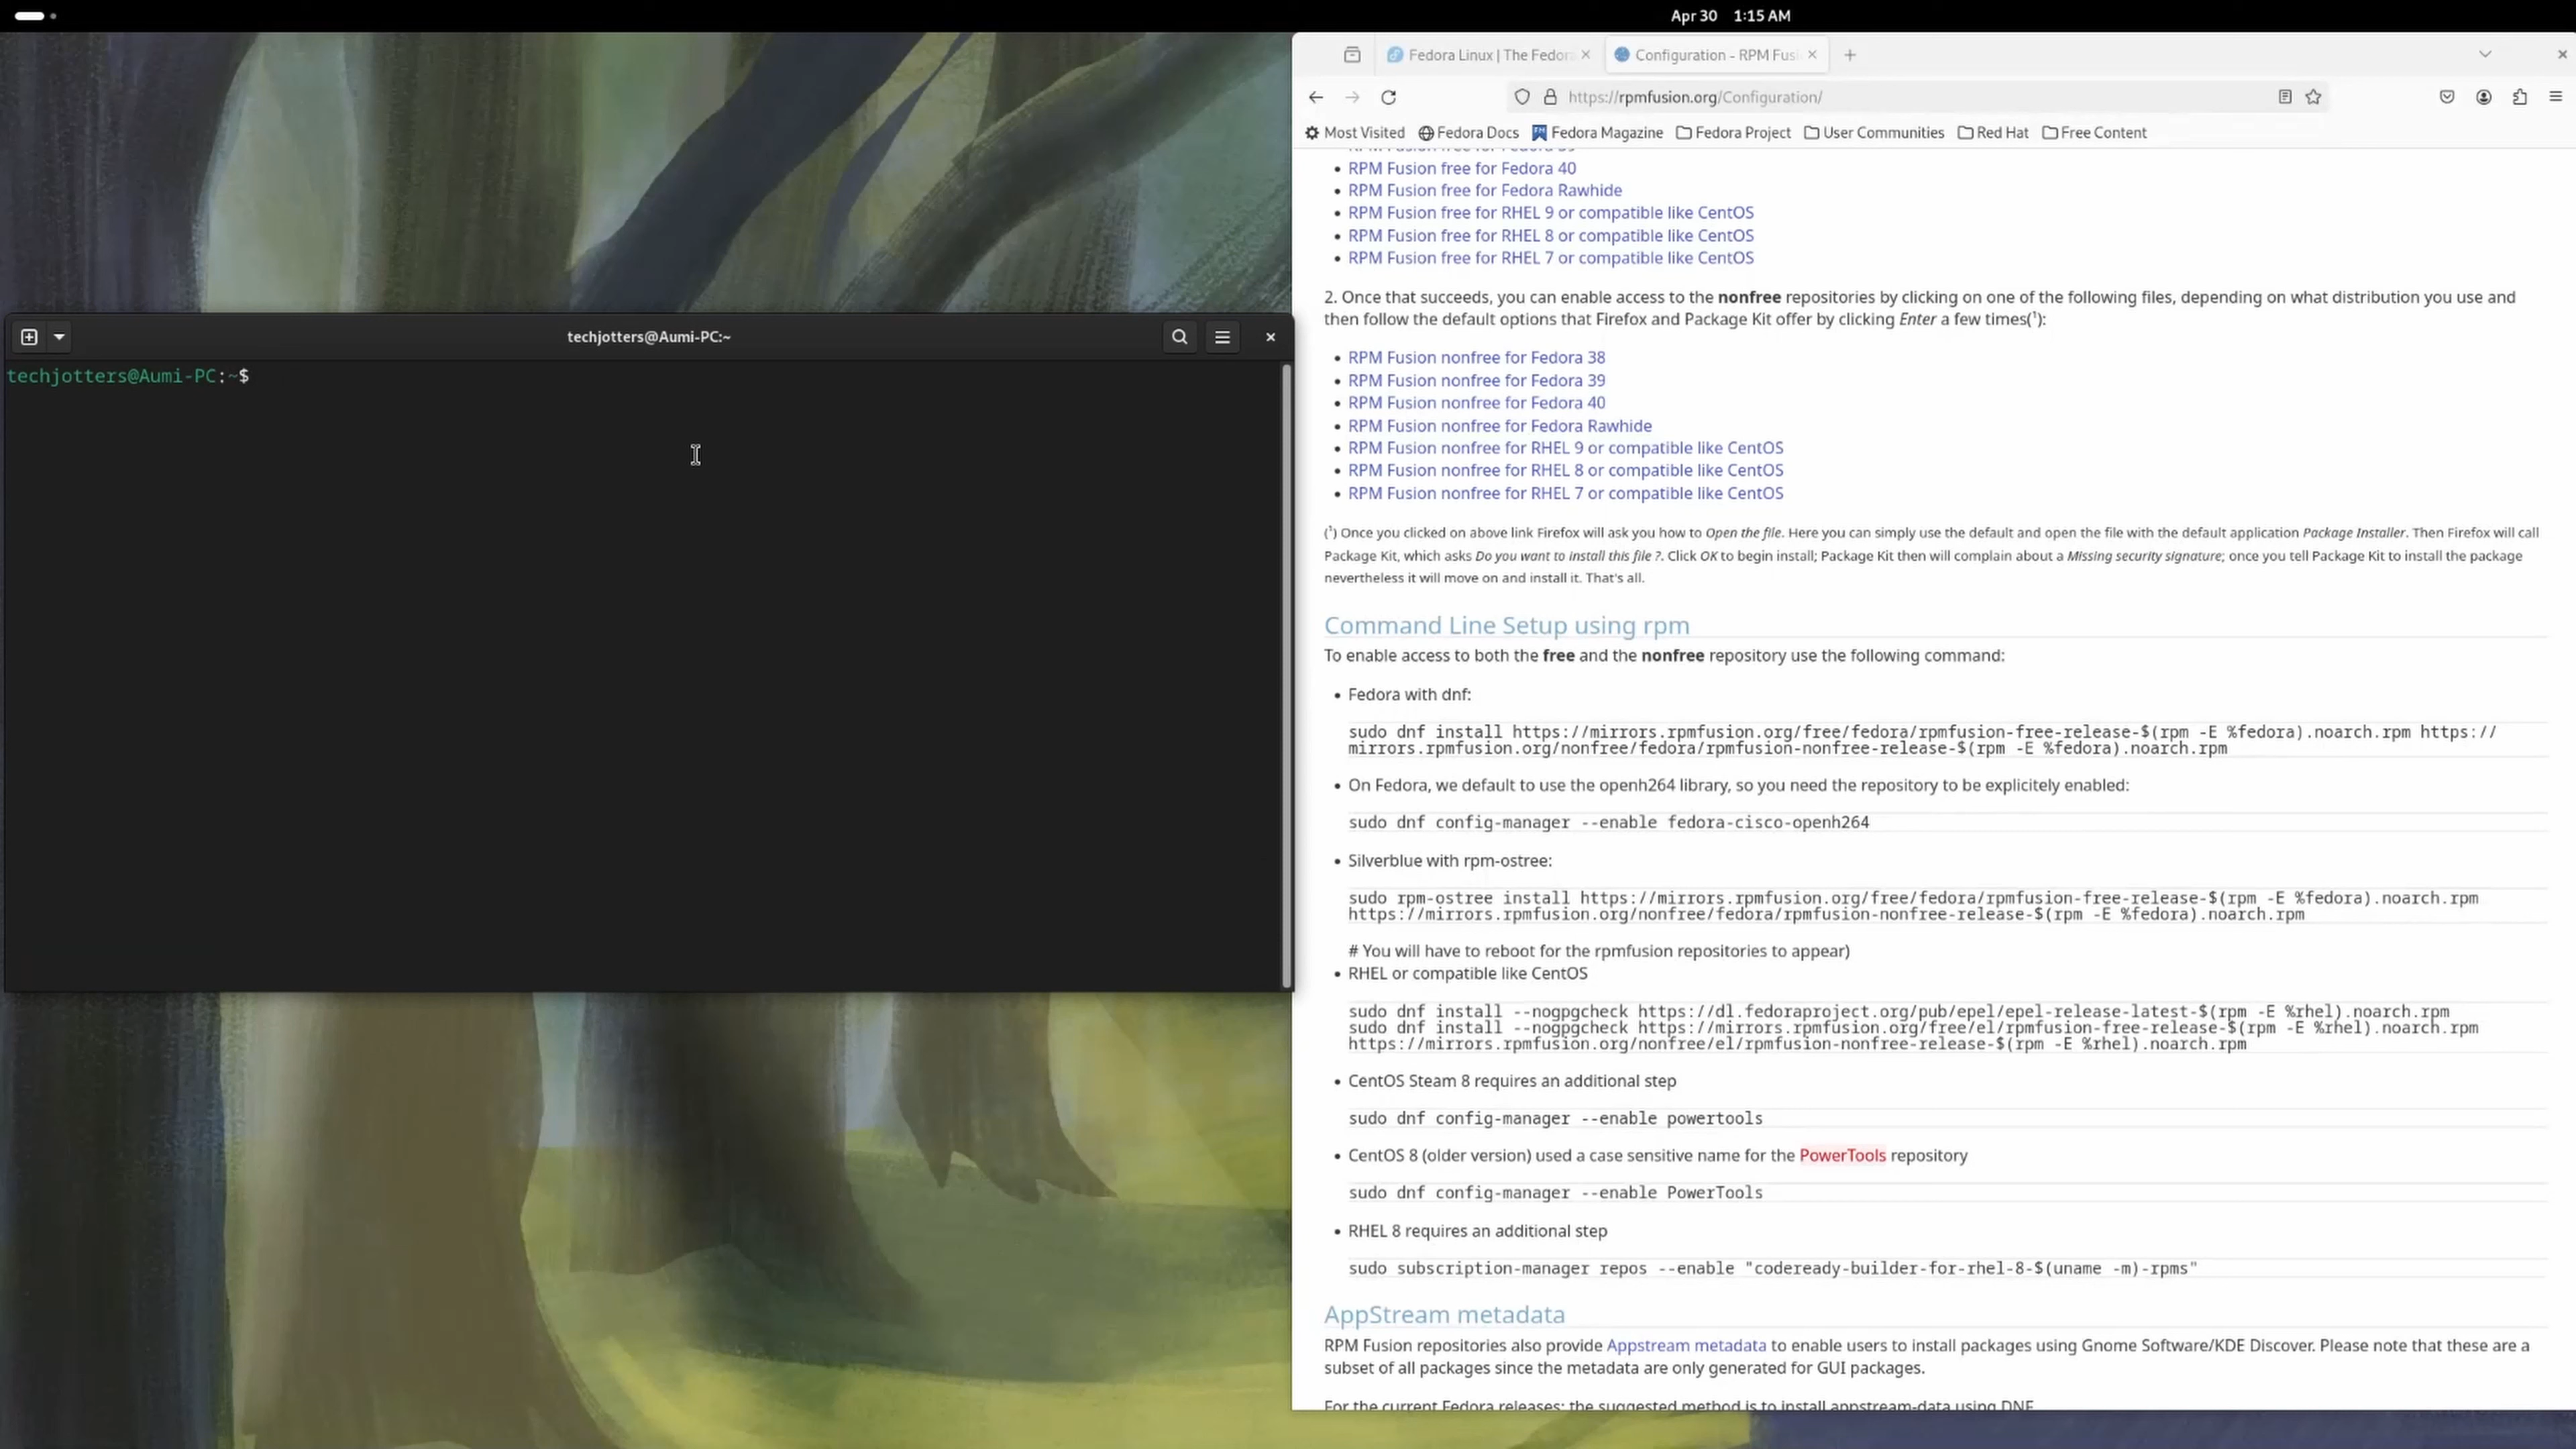 Apr 30 1:15 AM
Fedora Linux | The Fedor
Configuration - RPM Fusi
https://rpmfusion.org/Configuration/
Most Visited
Fedora Docs
Fedora Magazine
Fedora Project
User Communities
Red Hat
Free Content
techjotters@Aumi-PC:~
techjotters@Aumi-PC:~$
• RPM Fusion free for Fedora 40
• RPM Fusion free for Fedora Rawhide
• RPM Fusion free for RHEL 9 or compatible like CentOS
• RPM Fusion free for RHEL 8 or compatible like CentOS
• RPM Fusion free for RHEL 7 or compatible like CentOS
2. Once that succeeds, you can enable access to the nonfree repositories by clicking on one of the following files, depending on what distribution you use and
then follow the default options that Firefox and Package Kit offer by clicking Enter a few times(¹):
• RPM Fusion nonfree for Fedora 38
• RPM Fusion nonfree for Fedora 39
• RPM Fusion nonfree for Fedora 40
• RPM Fusion nonfree for Fedora Rawhide
• RPM Fusion nonfree for RHEL 9 or compatible like CentOS
• RPM Fusion nonfree for RHEL 8 or compatible like CentOS
• RPM Fusion nonfree for RHEL 7 or compatible like CentOS
(¹) Once you clicked on above link Firefox will ask you how to Open the file. Here you can simply use the default and open the file with the default application Package Installer. Then Firefox will call
Package Kit, which asks Do you want to install this file ?. Click OK to begin install; Package Kit then will complain about a Missing security signature; once you tell Package Kit to install the package
nevertheless it will move on and install it. That's all.
Command Line Setup using rpm
To enable access to both the free and the nonfree repository use the following command:
• Fedora with dnf:
sudo dnf install https://mirrors.rpmfusion.org/free/fedora/rpmfusion-free-release-$(rpm -E %fedora).noarch.rpm https://
mirrors.rpmfusion.org/nonfree/fedora/rpmfusion-nonfree-release-$(rpm -E %fedora).noarch.rpm
• On Fedora, we default to use the openh264 library, so you need the repository to be explicitely enabled:
sudo dnf config-manager --enable fedora-cisco-openh264
• Silverblue with rpm-ostree:
sudo rpm-ostree install https://mirrors.rpmfusion.org/free/fedora/rpmfusion-free-release-$(rpm -E %fedora).noarch.rpm
https://mirrors.rpmfusion.org/nonfree/fedora/rpmfusion-nonfree-release-$(rpm -E %fedora).noarch.rpm
# You will have to reboot for the rpmfusion repositories to appear)
• RHEL or compatible like CentOS
sudo dnf install --nogpgcheck https://dl.fedoraproject.org/pub/epel/epel-release-latest-$(rpm -E %rhel).noarch.rpm
sudo dnf install --nogpgcheck https://mirrors.rpmfusion.org/free/el/rpmfusion-free-release-$(rpm -E %rhel).noarch.rpm
https://mirrors.rpmfusion.org/nonfree/el/rpmfusion-nonfree-release-$(rpm -E %rhel).noarch.rpm
• CentOS Steam 8 requires an additional step
sudo dnf config-manager --enable powertools
• CentOS 8 (older version) used a case sensitive name for the PowerTools repository
sudo dnf config-manager --enable PowerTools
• RHEL 8 requires an additional step
sudo subscription-manager repos --enable "codeready-builder-for-rhel-8-$(uname -m)-rpms"
AppStream metadata
RPM Fusion repositories also provide Appstream metadata to enable users to install packages using Gnome Software/KDE Discover. Please note that these are a
subset of all packages since the metadata are only generated for GUI packages.
For the current Fedora releases: the suggested method is to install appstream-data using DNF